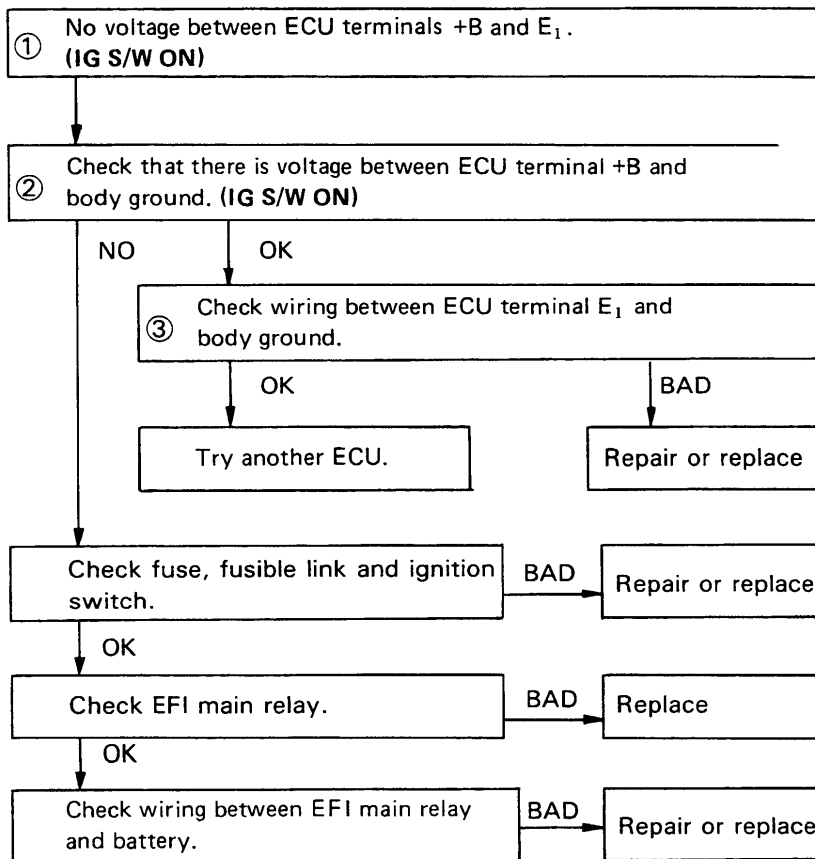 ① No voltage between ECU terminals +B and E₁.
(IG S/W ON)
② Check that there is voltage between ECU terminal +B and
body ground. (IG S/W ON)
NO
OK
③ Check wiring between ECU terminal E₁ and
body ground.
OK
BAD
Try another ECU.
Repair or replace
Check fuse, fusible link and ignition
switch.
BAD
Repair or replace
OK
Check EFI main relay.
BAD
Replace
OK
Check wiring between EFI main relay
and battery.
BAD
Repair or replace